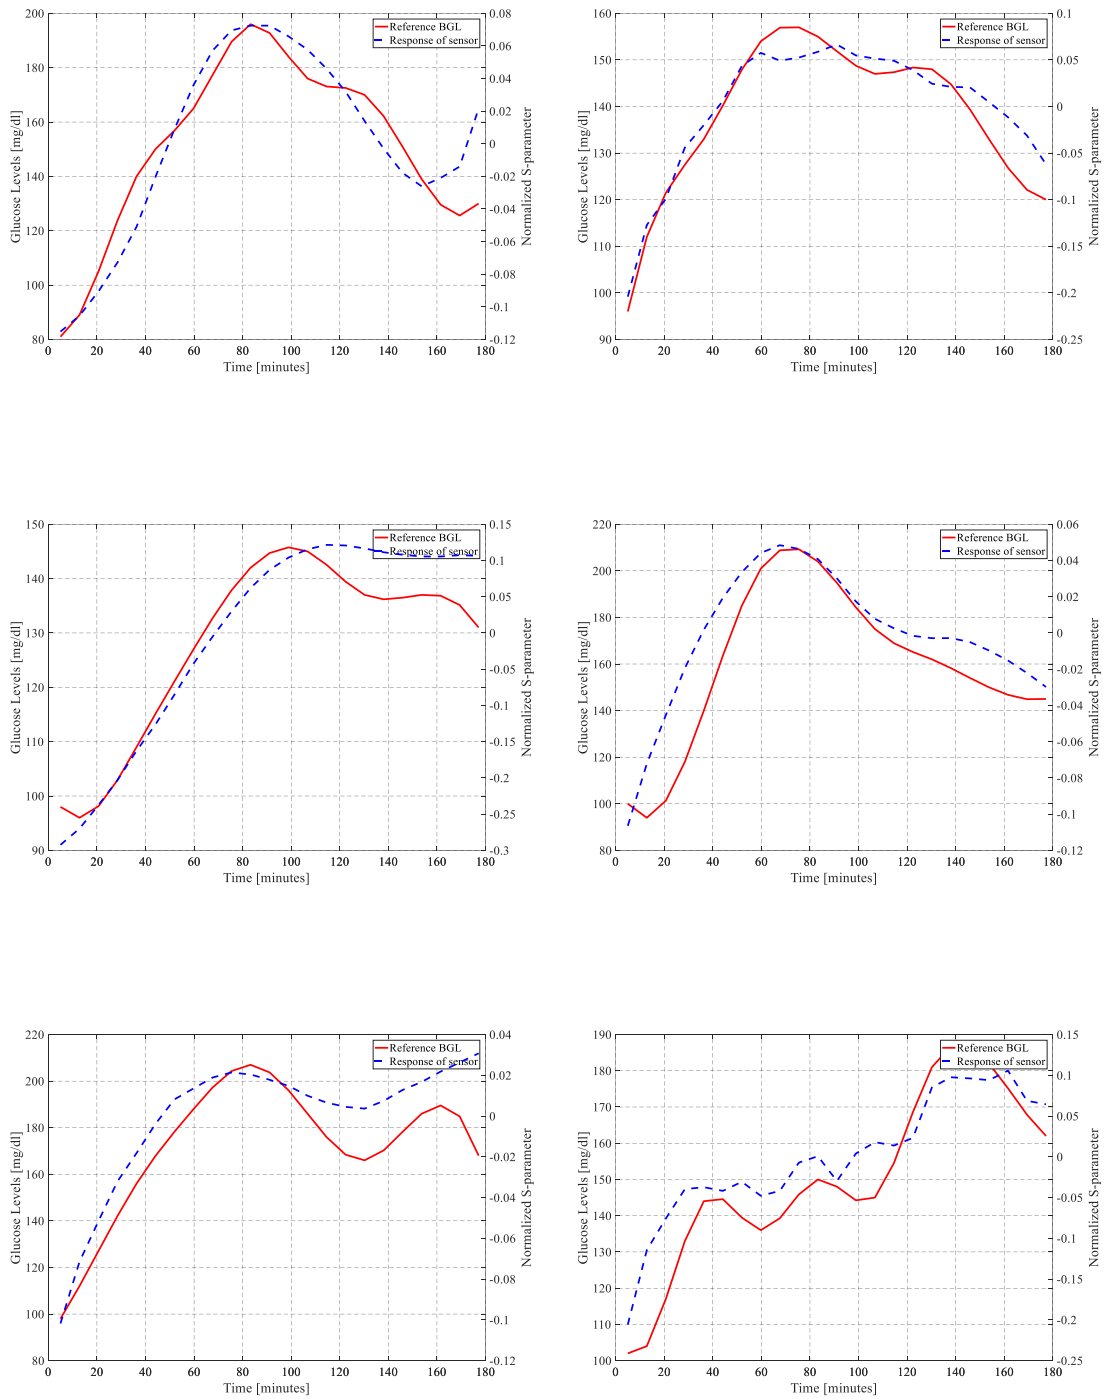 200
180
160
140
120
100
80
0 20 40 60 80 100 120 140 160 180
0.08
0.06
0.04
0.02
0
-0.02
-0.04
-0.06
-0.08
-0.1
-0.12
Glucose Levels [mg/dl]
Time [minutes]
Normalized S-parameter
Reference BGL
Response of sensor
160
150
140
130
120
110
100
90
0 20 40 60 80 100 120 140 160 180
0.1
0.05
0
-0.05
-0.1
-0.15
-0.2
-0.25
Glucose Levels [mg/dl]
Time [minutes]
Normalized S-parameter
Reference BGL
Response of sensor
150
140
130
120
110
100
90
0 20 40 60 80 100 120 140 160 180
0.15
0.1
0.05
0
-0.05
-0.1
-0.15
-0.2
-0.25
-0.3
Glucose Levels [mg/dl]
Time [minutes]
Normalized S-parameter
Reference BGL
Response of sensor
220
200
180
160
140
120
100
80
0 20 40 60 80 100 120 140 160 180
0.06
0.04
0.02
0
-0.02
-0.04
-0.06
-0.08
-0.1
-0.12
Glucose Levels [mg/dl]
Time [minutes]
Normalized S-parameter
Reference BGL
Response of sensor
220
200
180
160
140
120
100
80
0 20 40 60 80 100 120 140 160 180
0.04
0.02
0
-0.02
-0.04
-0.06
-0.08
-0.1
-0.12
Glucose Levels [mg/dl]
Time [minutes]
Normalized S-parameter
Reference BGL
Response of sensor
190
180
170
160
150
140
130
120
110
100
0 20 40 60 80 100 120 140 160 180
0.15
0.1
0.05
0
-0.05
-0.1
-0.15
-0.2
-0.25
Glucose Levels [mg/dl]
Time [minutes]
Normalized S-parameter
Reference BGL
Response of sensor